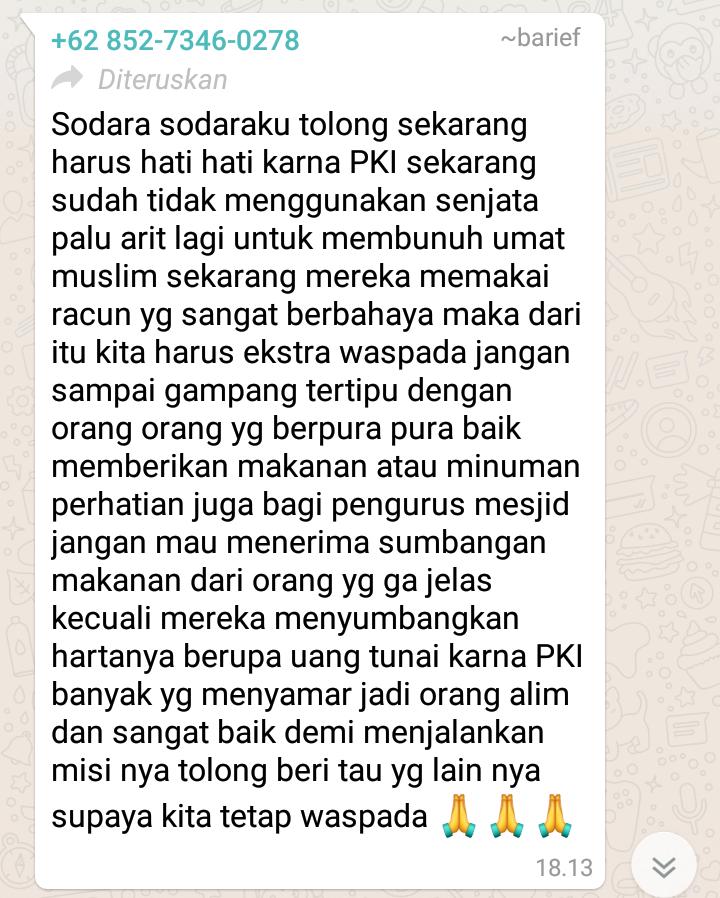 +62 852-7346-0278 ~barief
Diteruskan
Sodara sodaraku tolong sekarang
harus hati hati karna PKI sekarang
sudah tidak menggunakan senjata
palu arit lagi untuk membunuh umat
muslim sekarang mereka memakai
racun yg sangat berbahaya maka dari
itu kita harus ekstra waspada jangan
sampai gampang tertipu dengan
orang orang yg berpura pura baik
memberikan makanan atau minuman
perhatian juga bagi pengurus mesjid
jangan mau menerima sumbangan
makanan dari orang yg ga jelas
kecuali mereka menyumbangkan
hartanya berupa uang tunai karna PKI
banyak yg menyamar jadi orang alim
dan sangat baik demi menjalankan
misi nya tolong beri tau yg lain nya
supaya kita tetap waspada 🙏 🙏 🙏
18.13